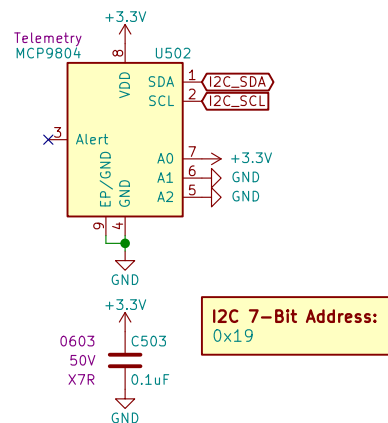 +3.3V
Telemetry
MCP9804
U502
8
VDD
SDA
1
I2C_SDA
SCL
2
I2C_SCL
3
Alert
A0
7
+3.3V
A1
6
GND
A2
5
GND
EP/GND
GND
9
4
GND
+3.3V
0603
C503
50V
X7R
0.1uF
GND
I2C 7-Bit Address:
0x19